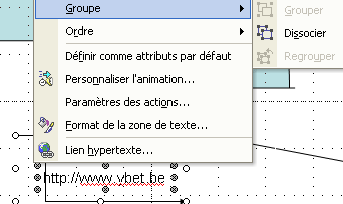 Groupe
Grouper
Ordre
Dissocier
Regrouper
Définir comme attributs par défaut
Personnaliser l'animation...
Paramètres des actions...
Format de la zone de texte...
Lien hypertexte...
http://www.ybet.be